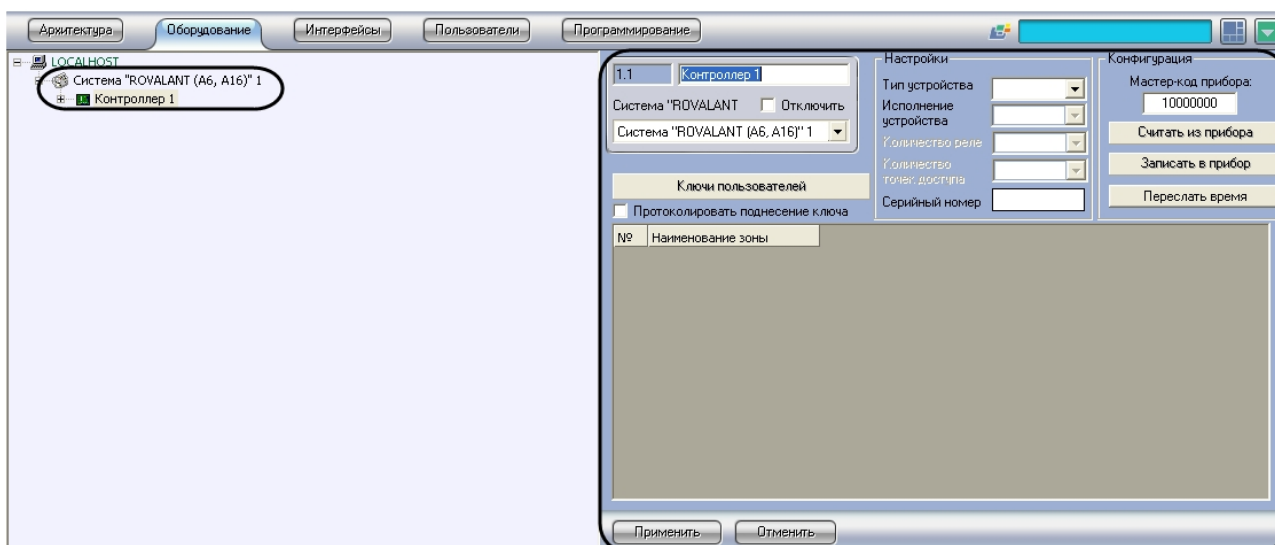 Архитектура Оборудование Интерфейсы Пользователи Программирование
LOCALHOST
Система "ROVALANT (A6, A16)" 1
Контроллер 1
1.1 Контроллер 1
Система "ROVALANT Отключить
Система "ROVALANT (A6, A16)" 1
Ключи пользователей
Протоколировать поднесение ключа
Настройки
Тип устройства
Исполнение
устройства
Количество реле
Количество
точек доступа
Серийный номер
Конфигурация
Мастер-код прибора:
10000000
Считать из прибора
Записать в прибор
Переслать время
№ Наименование зоны
Применить Отменить